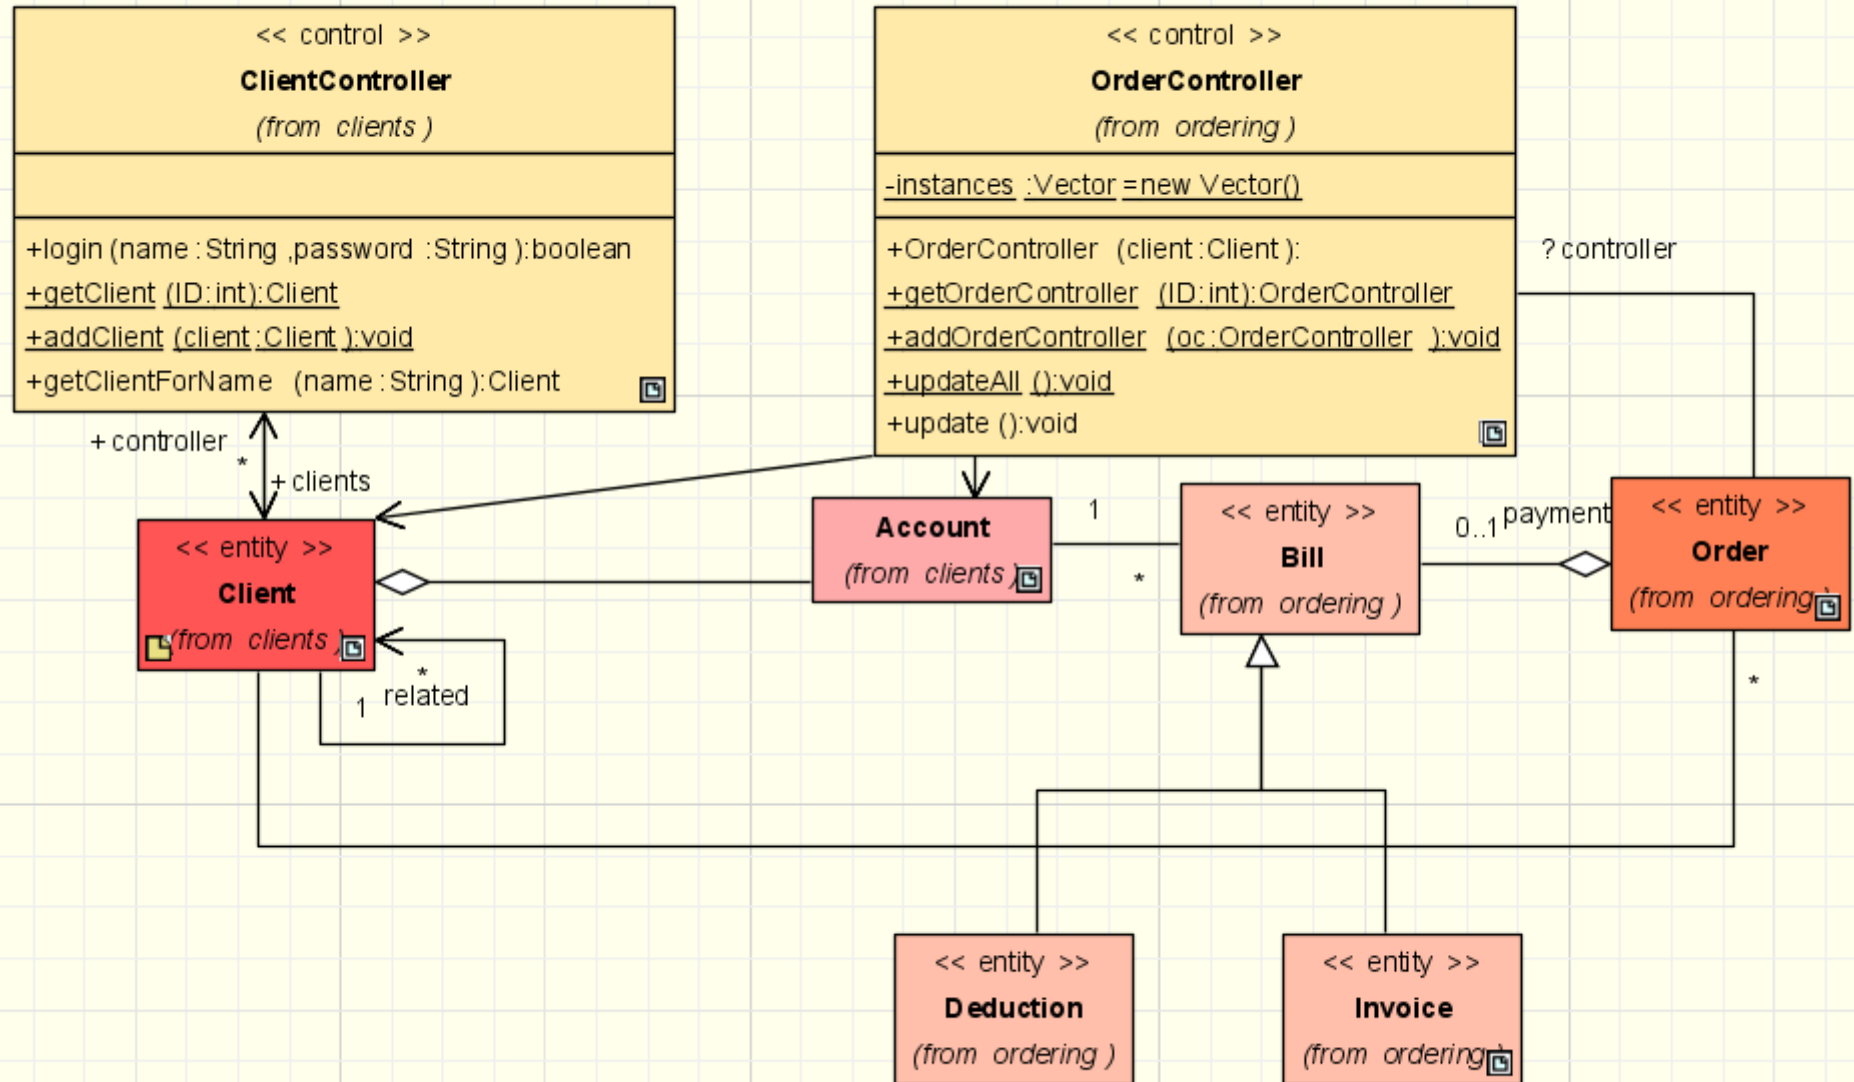 << control >>
ClientController
(from clients)
+login(name:String,password:String):boolean
+getClient(ID:int):Client
+addClient(client:Client):void
+getClientForName(name:String):Client
<< control >>
OrderController
(from ordering)
-instances:Vector=new Vector()
+OrderController(client:Client):
+getOrderController(ID:int):OrderController
+addOrderController(oc:OrderController):void
+updateAll():void
+update():void
? controller
+ controller
*
+ clients
<< entity >>
Client
(from clients)
*
related
1
Account
(from clients)
1
*
<< entity >>
Bill
(from ordering)
0..1
payment
<< entity >>
Order
(from ordering)
*
<< entity >>
Deduction
(from ordering)
<< entity >>
Invoice
(from ordering)